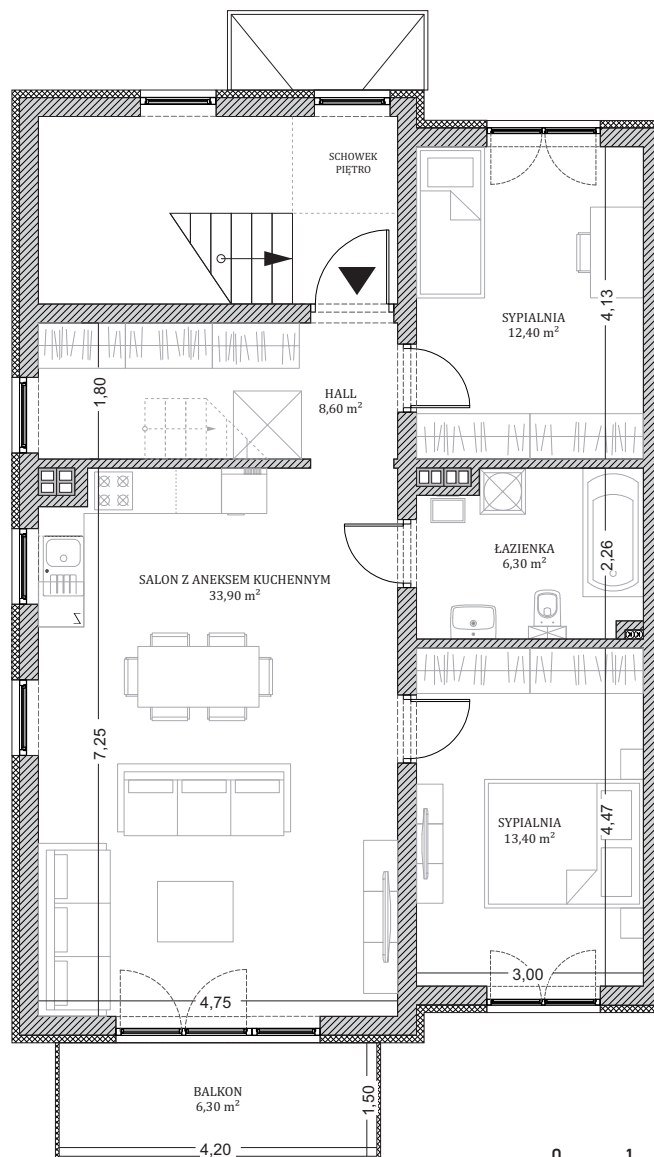 SCHOWEK
PIĘTRO
SYPIALNIA
12,40 m²
4,13
1,80
HALL
8,60 m²
ŁAZIENKA
6,30 m²
2,26
SALON Z ANEKSEM KUCHENNYM
33,90 m²
Z
7,25
SYPIALNIA
13,40 m²
4,47
3,00
4,75
BALKON
6,30 m²
1,50
4,20
0 1